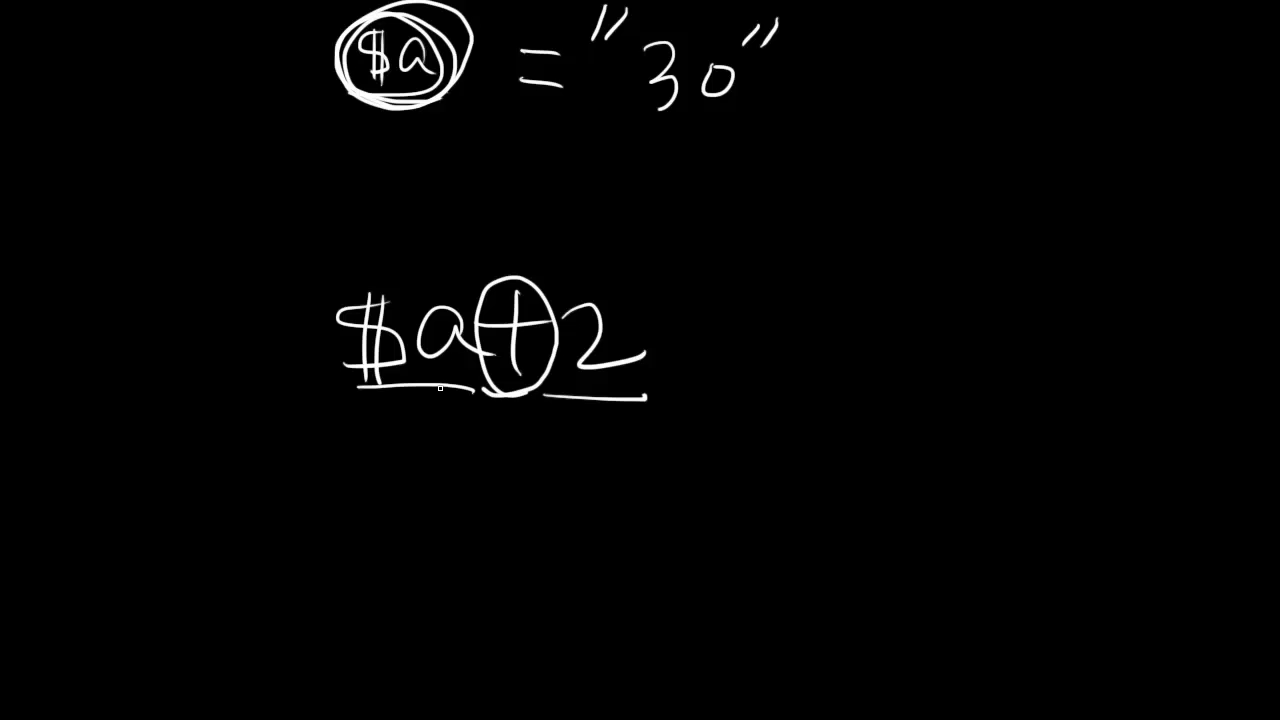 $a = "30"
$a+2